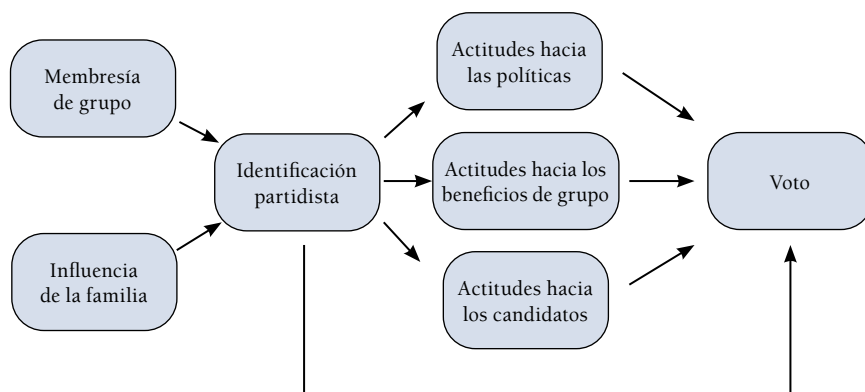 Membresía
de grupo
Influencia
de la familia
Identificación
partidista
Actitudes hacia
las políticas
Actitudes hacia los
beneficios de grupo
Actitudes hacia
los candidatos
Voto